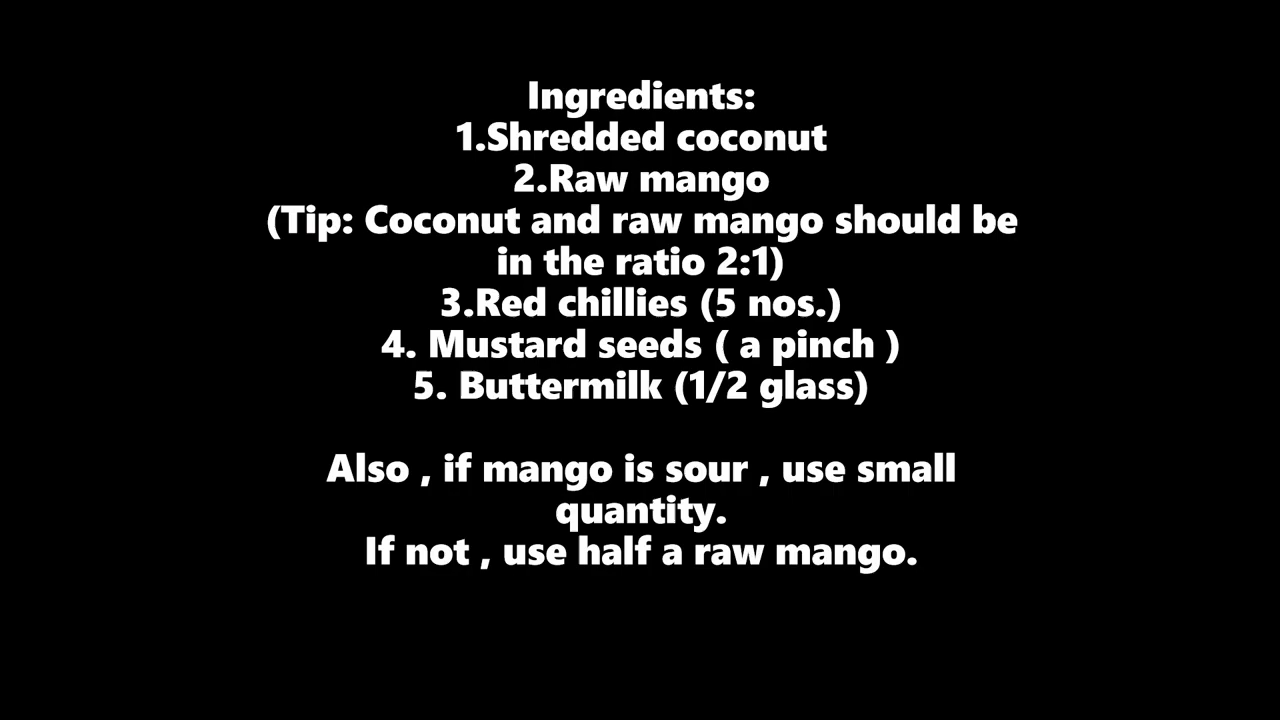 Ingredients:
1.Shredded coconut
2.Raw mango
(Tip: Coconut and raw mango should be
in the ratio 2:1)
3.Red chillies (5 nos.)
4. Mustard seeds ( a pinch )
5. Buttermilk (1/2 glass)
Also , if mango is sour , use small
quantity.
If not , use half a raw mango.